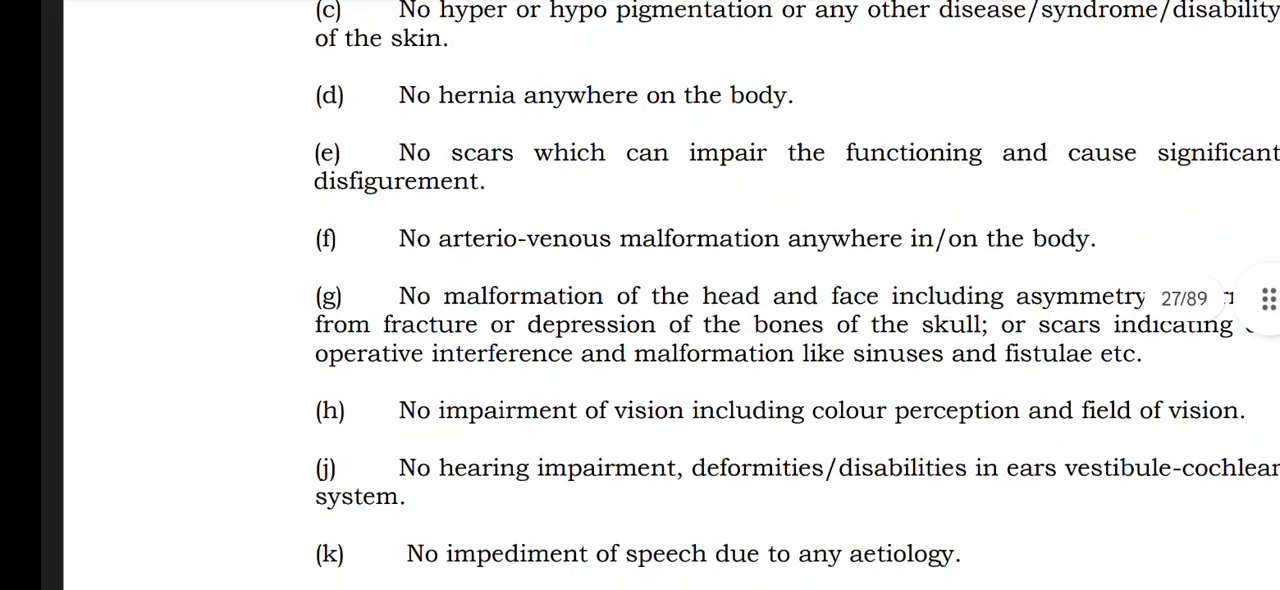 (c) No hyper or hypo pigmentation or any other disease/syndrome/disability
of the skin.
(d) No hernia anywhere on the body.
(e) No scars which can impair the functioning and cause significant
disfigurement.
(f) No arterio-venous malformation anywhere in/on the body.
(g) No malformation of the head and face including asymmetry 27/89
from fracture or depression of the bones of the skull; or scars indicating
operative interference and malformation like sinuses and fistulae etc.
(h) No impairment of vision including colour perception and field of vision.
(j) No hearing impairment, deformities/disabilities in ears vestibule-cochlear
system.
(k) No impediment of speech due to any aetiology.